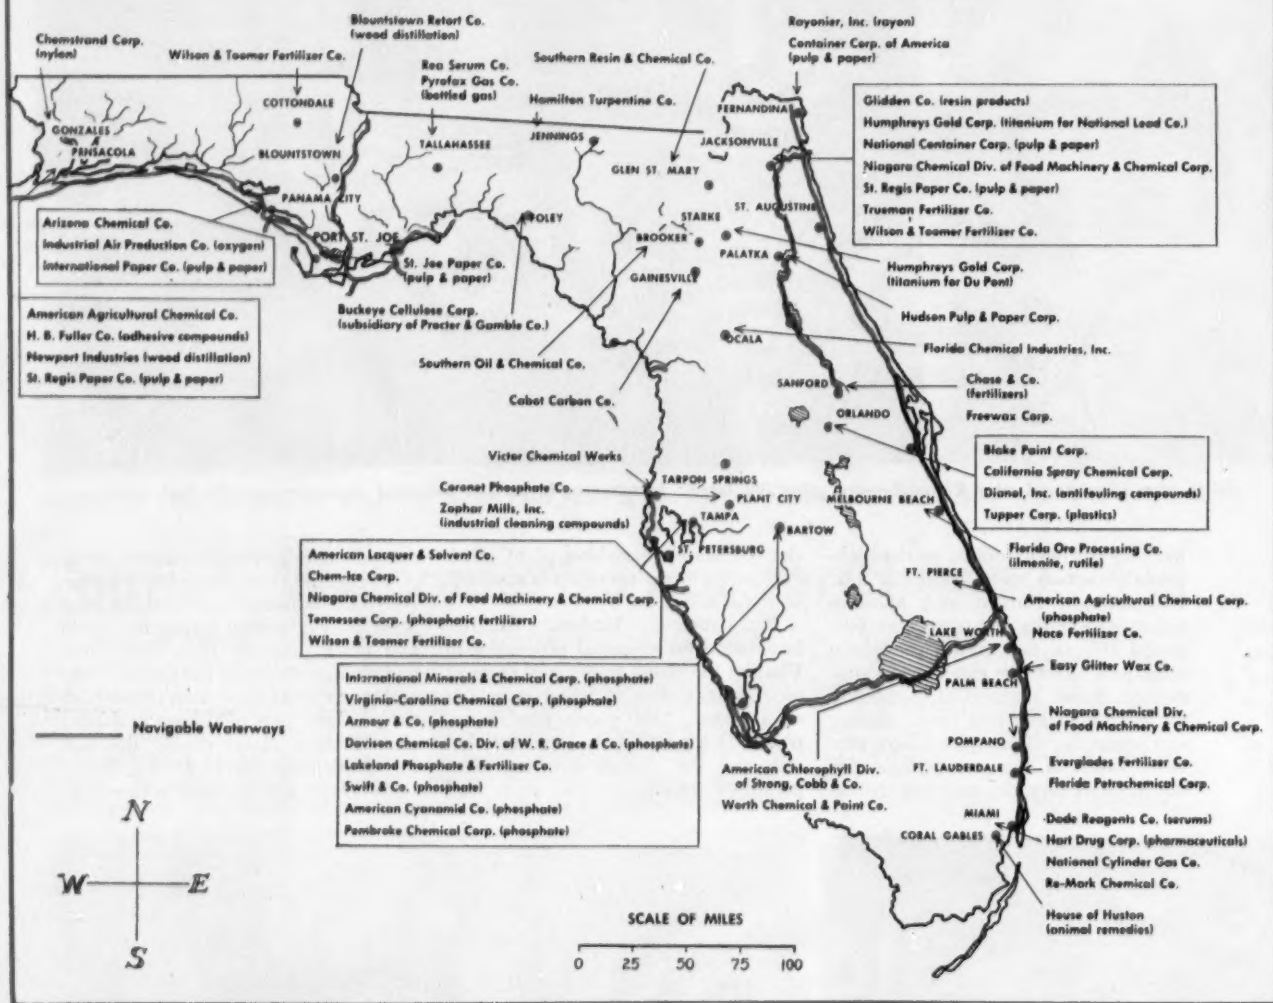 Blountstown Retort Co.
(wood distillation)
Rayonier, Inc. (rayon)
Container Corp. of America
(pulp & paper)
Chemstrand Corp.
(nylon)
Wilson & Toomer Fertilizer Co.
Rea Serum Co.
Pyrofax Gas Co.
(bottled gas)
Southern Resin & Chemical Co.
Hamilton Turpentine Co.
COTTONDALE
GONZALES
PENSACOLA
BLOUNTSTOWN
TALLAHASSEE
JENNINGS
FERNANDINA
JACKSONVILLE
GLEN ST. MARY
PANAMA CITY
PORT ST. JOE
FOLEY
STARKE
ST. AUGUSTINE
BROOKER
PALATKA
GAINESVILLE
Glidden Co. (resin products)
Humphreys Gold Corp. (titanium for National Lead Co.)
National Container Corp. (pulp & paper)
Niagara Chemical Div. of Food Machinery & Chemical Corp.
St. Regis Paper Co. (pulp & paper)
Trueman Fertilizer Co.
Wilson & Toomer Fertilizer Co.
Arizona Chemical Co.
Industrial Air Production Co. (oxygen)
International Paper Co. (pulp & paper)
St. Joe Paper Co.
(pulp & paper)
Humphreys Gold Corp.
(titanium for Du Pont)
American Agricultural Chemical Co.
H. B. Fuller Co. (adhesive compounds)
Newport Industries (wood distillation)
St. Regis Paper Co. (pulp & paper)
Buckeye Cellulose Corp.
(subsidiary of Procter & Gamble Co.)
Hudson Pulp & Paper Corp.
OCALA
Florida Chemical Industries, Inc.
Southern Oil & Chemical Co.
SANFORD
Chase & Co.
(fertilizers)
Freewax Corp.
Cabot Carbon Co.
ORLANDO
Blake Paint Corp.
California Spray Chemical Corp.
Dianol, Inc. (antifouling compounds)
Tupper Corp. (plastics)
Victor Chemical Works
TARPON SPRINGS
Coronet Phosphate Co.
Zophar Mills, Inc.
(industrial cleaning compounds)
PLANT CITY
MELBOURNE BEACH
TAMPA
BARTOW
ST. PETERSBURG
Florida Ore Processing Co.
(ilmenite, rutile)
American Lacquer & Solvent Co.
Chem-Ice Corp.
Niagara Chemical Div. of Food Machinery & Chemical Corp.
Tennessee Corp. (phosphatic fertilizers)
Wilson & Toomer Fertilizer Co.
FT. PIERCE
American Agricultural Chemical Corp.
(phosphate)
LAKE WORTH
Nace Fertilizer Co.
Easy Glitter Wax Co.
PALM BEACH
International Minerals & Chemical Corp. (phosphate)
Virginia-Carolina Chemical Corp. (phosphate)
Armour & Co. (phosphate)
Davison Chemical Co. Div. of W. R. Grace & Co. (phosphate)
Lakeland Phosphate & Fertilizer Co.
Swift & Co. (phosphate)
American Cyanamid Co. (phosphate)
Pembroke Chemical Corp. (phosphate)
Navigable Waterways
Niagara Chemical Div.
of Food Machinery & Chemical Corp.
POMPANO
FT. LAUDERDALE
Everglades Fertilizer Co.
Florida Petrochemical Corp.
American Chlorophyll Div.
of Strong, Cobb & Co.
Worth Chemical & Paint Co.
MIAMI
CORAL GABLES
Dade Reagents Co. (serums)
Hart Drug Corp. (pharmaceuticals)
National Cylinder Gas Co.
Re-Mark Chemical Co.
House of Huston
(animal remedies)
N
W
E
S
SCALE OF MILES
0 25 50 75 100